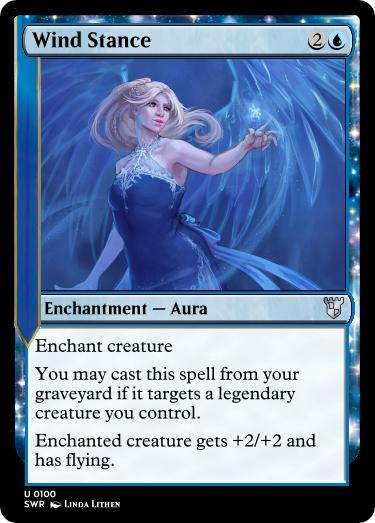 Wind Stance 2
Enchantment — Aura
Enchant creature
You may cast this spell from your
graveyard if it targets a legendary
creature you control.
Enchanted creature gets +2/+2 and
has flying.
U 0100
SWR Linda Lithen